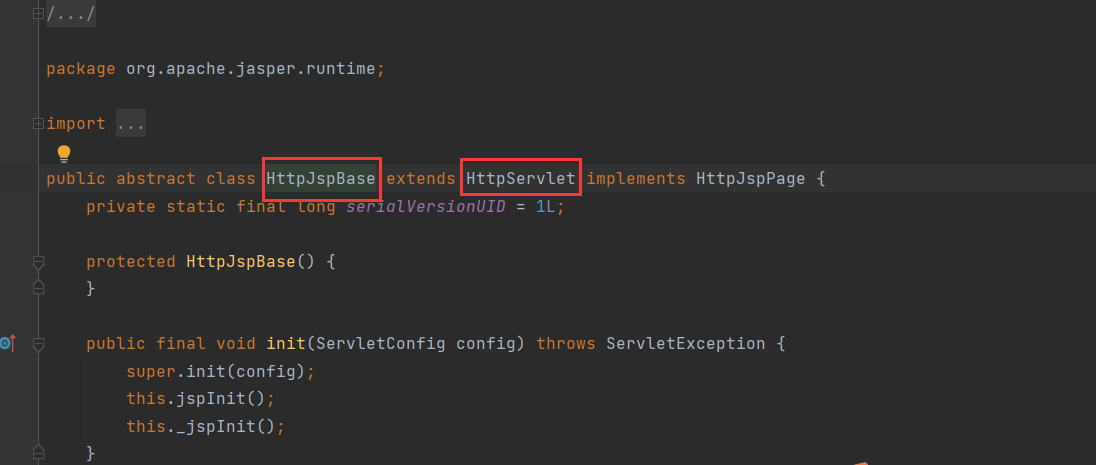 /.../
package org.apache.jasper.runtime;
import ...
public abstract class HttpJspBase extends HttpServlet implements HttpJspPage {
private static final long serialVersionUID = 1L;
protected HttpJspBase() {
}
public final void init(ServletConfig config) throws ServletException {
super.init(config);
this.jspInit();
this._jspInit();
}